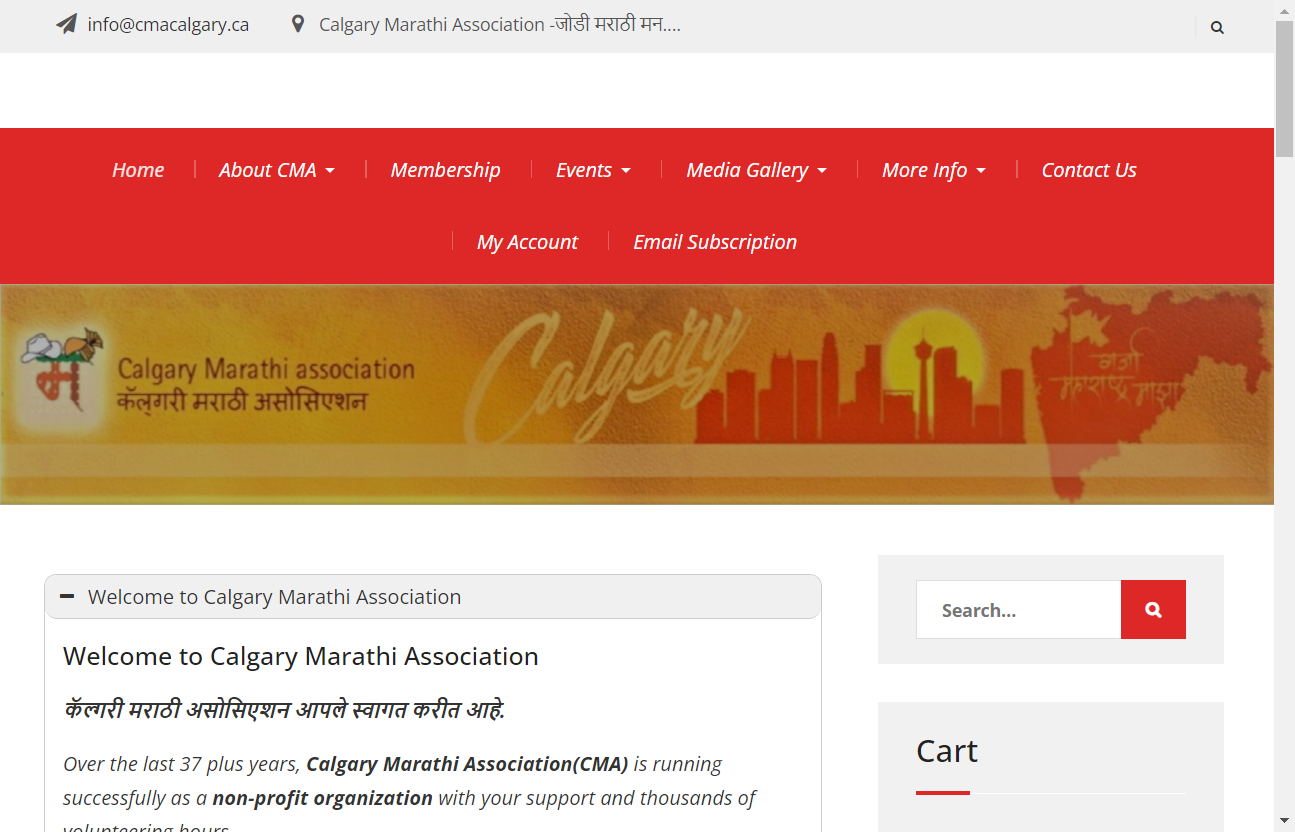 info@cmacalgary.ca
Calgary Marathi Association -जोडी मराठी मन....
Home
About CMA
Membership
Events
Media Gallery
More Info
Contact Us
My Account
Email Subscription
म
Calgary Marathi association
कॅल्गरी मराठी असोसिएशन
Calgary
गर्जा
महाराष्ट्र माझा
Welcome to Calgary Marathi Association
Welcome to Calgary Marathi Association
कॅल्गरी मराठी असोसिएशन आपले स्वागत करीत आहे.
Over the last 37 plus years, Calgary Marathi Association(CMA) is running
successfully as a non-profit organization with your support and thousands of
volunteering hours.
Search...
Cart